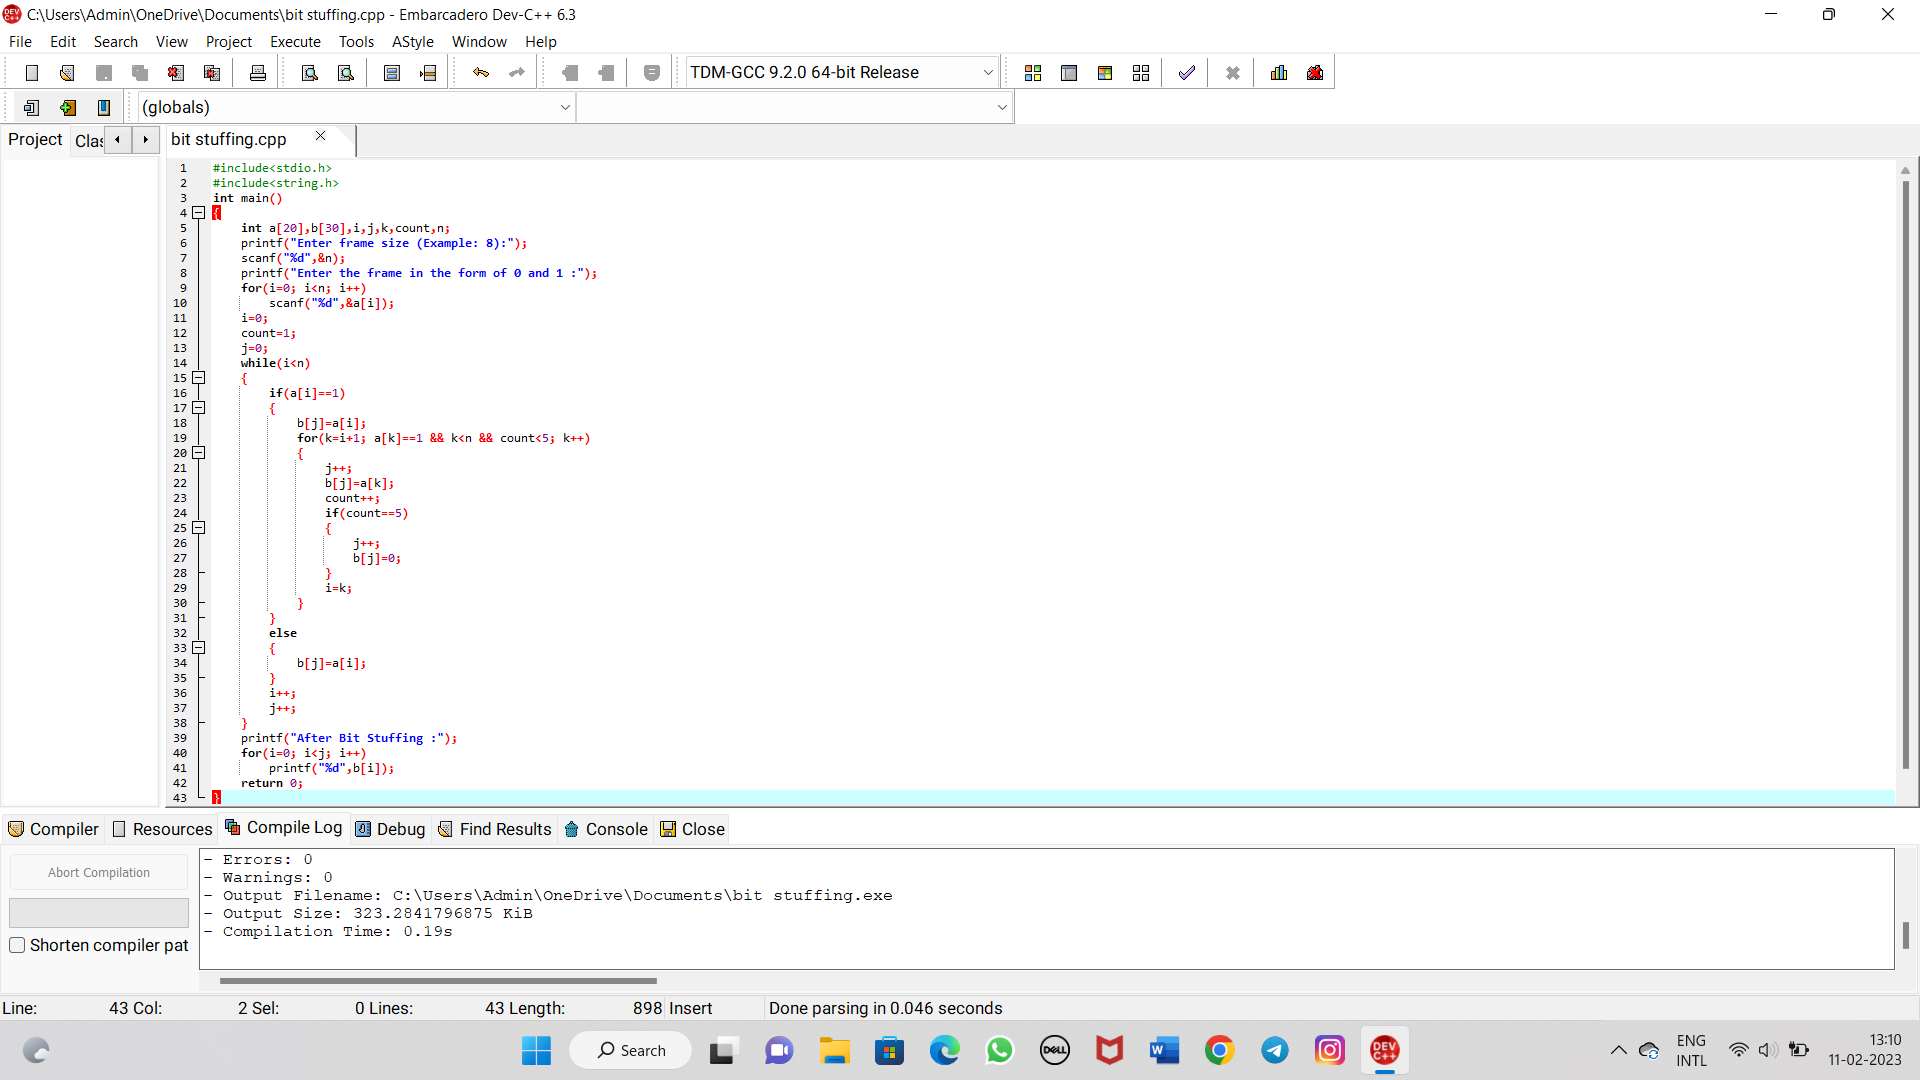 C:\Users\Admin\OneDrive\Documents\bit stuffing.cpp - Embarcadero Dev-C++ 6.3
File Edit Search View Project Execute Tools AStyle Window Help
TDM-GCC 9.2.0 64-bit Release
(globals)
Project Clas bit stuffing.cpp
1 #include<stdio.h>
2 #include<string.h>
3 int main()
4 {
5 int a[20],b[30],i,j,k,count,n;
6 printf("Enter frame size (Example: 8):");
7 scanf("%d",&n);
8 printf("Enter the frame in the form of 0 and 1 :");
9 for(i=0; i<n; i++)
10 scanf("%d",&a[i]);
11 i=0;
12 count=1;
13 j=0;
14 while(i<n)
15 {
16 if(a[i]==1)
17 {
18 b[j]=a[i];
19 for(k=i+1; a[k]==1 && k<n && count<5; k++)
20 {
21 j++;
22 b[j]=a[k];
23 count++;
24 if(count==5)
25 {
26 j++;
27 b[j]=0;
28 }
29 i=k;
30 }
31 }
32 else
33 {
34 b[j]=a[i];
35 }
36 i++;
37 j++;
38 }
39 printf("After Bit Stuffing :");
40 for(i=0; i<j; i++)
41 printf("%d",b[i]);
42 return 0;
43 }
Compiler Resources Compile Log Debug Find Results Console Close
Abort Compilation
Shorten compiler pat
- Errors: 0
- Warnings: 0
- Output Filename: C:\Users\Admin\OneDrive\Documents\bit stuffing.exe
- Output Size: 323.2841796875 KiB
- Compilation Time: 0.19s
Line: 43 Col: 2 Sel: 0 Lines: 43 Length: 898 Insert Done parsing in 0.046 seconds
Search
DELL
DEV C++
ENG
INTL
13:10
11-02-2023